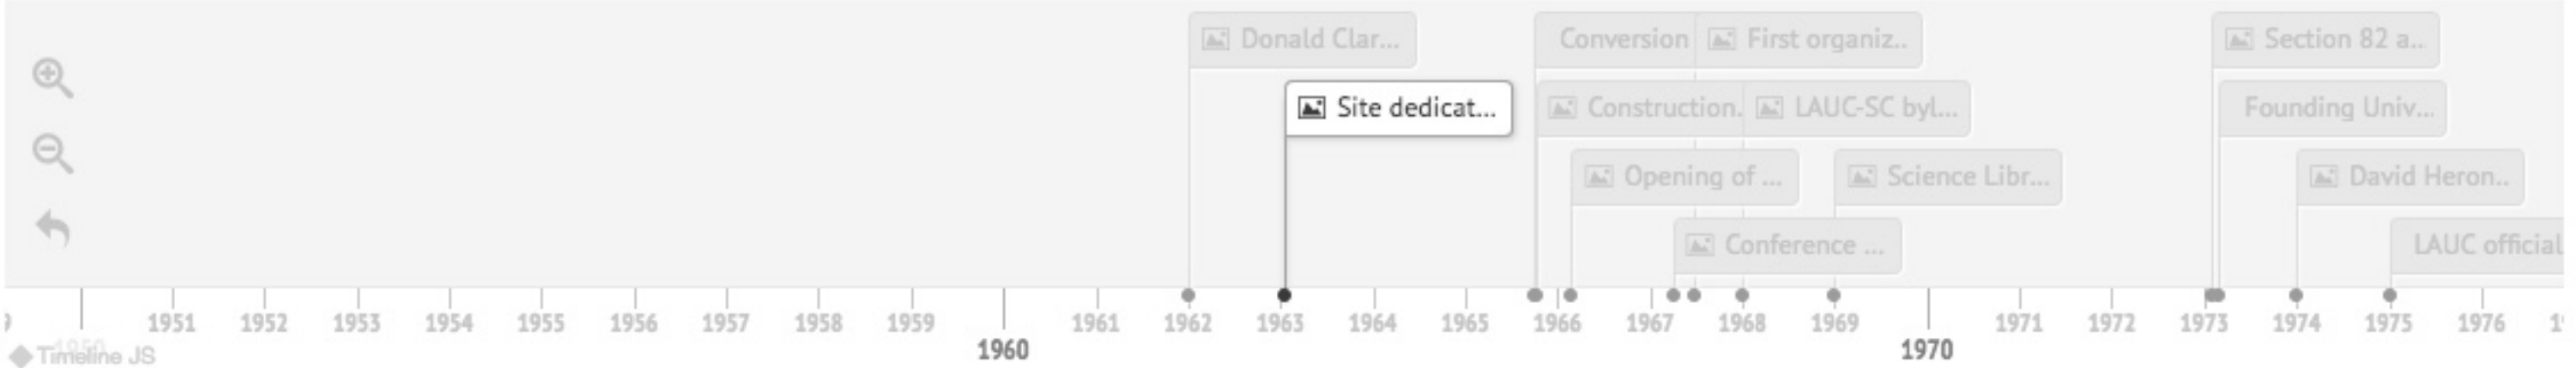 Donald Clar...
Conversion
First organiz..
Section 82 a..
Site dedicat...
Construction.
LAUC-SC byl...
Founding Univ...
Opening of ...
Science Libr...
David Heron..
Conference ...
LAUC official
1951 1952 1953 1954 1955 1956 1957 1958 1959 1961 1962 1963 1964 1965 1966 1967 1968 1969 1971 1972 1973 1974 1975 1976
1950 1960 1970
Timeline JS